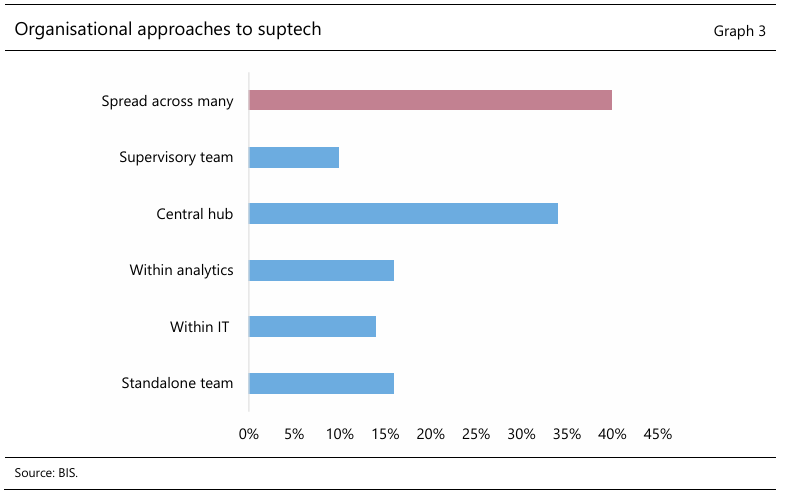 Organisational approaches to suptech
Graph 3
Spread across many
Supervisory team
Central hub
Within analytics
Within IT
Standalone team
0% 5% 10% 15% 20% 25% 30% 35% 40% 45%
Source: BIS.